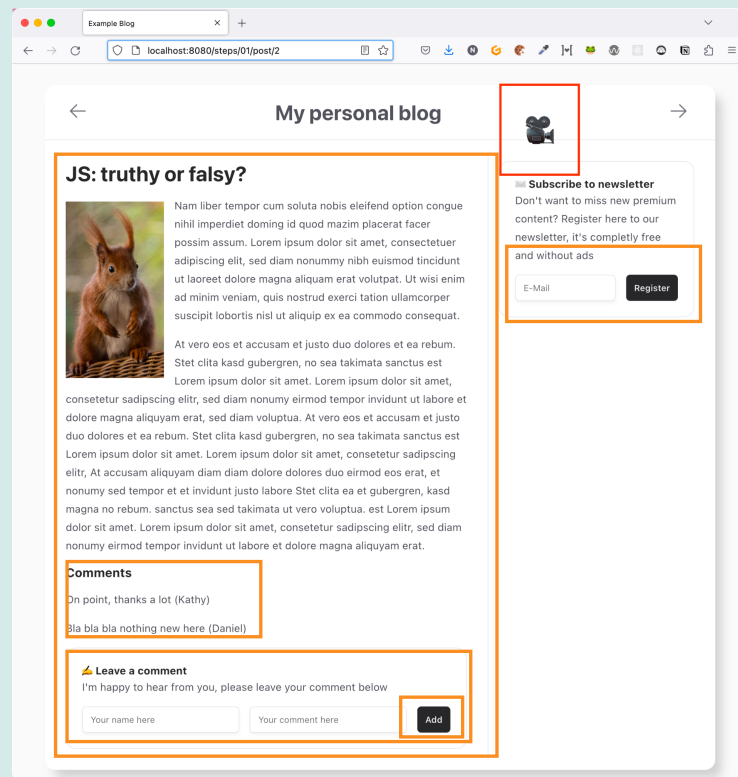 Example Blog
localhost:8080/steps/01/post/2
My personal blog
JS: truthy or falsy?
Nam liber tempor cum soluta nobis eleifend option congue
nihil imperdiet doming id quod mazim placerat facer
possim assum. Lorem ipsum dolor sit amet, consectetuer
adipiscing elit, sed diam nonummy nibh euismod tincidunt
ut laoreet dolore magna aliquam erat volutpat. Ut wisi enim
ad minim veniam, quis nostrud exerci tation ullamcorper
suscipit lobortis nisl ut aliquip ex ea commodo consequat.
At vero eos et accusam et justo duo dolores et ea rebum.
Stet clita kasd gubergren, no sea takimata sanctus est
Lorem ipsum dolor sit amet. Lorem ipsum dolor sit amet,
consetetur sadipscing elitr, sed diam nonumy eirmod tempor invidunt ut labore et
dolore magna aliquyam erat, sed diam voluptua. At vero eos et accusam et justo
duo dolores et ea rebum. Stet clita kasd gubergren, no sea takimata sanctus est
Lorem ipsum dolor sit amet. Lorem ipsum dolor sit amet, consetetur sadipscing
elitr, At accusam aliquyam diam diam dolore dolores duo eirmod eos erat, et
nonumy sed tempor et et invidunt justo labore Stet clita ea et gubergren, kasd
magna no rebum. sanctus sea sed takimata ut vero voluptua. est Lorem ipsum
dolor sit amet. Lorem ipsum dolor sit amet, consetetur sadipscing elitr, sed diam
nonumy eirmod tempor invidunt ut labore et dolore magna aliquyam erat.
Comments
On point, thanks a lot (Kathy)
Bla bla bla nothing new here (Daniel)
✍️ Leave a comment
I'm happy to hear from you, please leave your comment below
Your name here
Your comment here
Add
Subscribe to newsletter
Don't want to miss new premium
content? Register here to our
newsletter, it's completly free
and without ads
E-Mail
Register